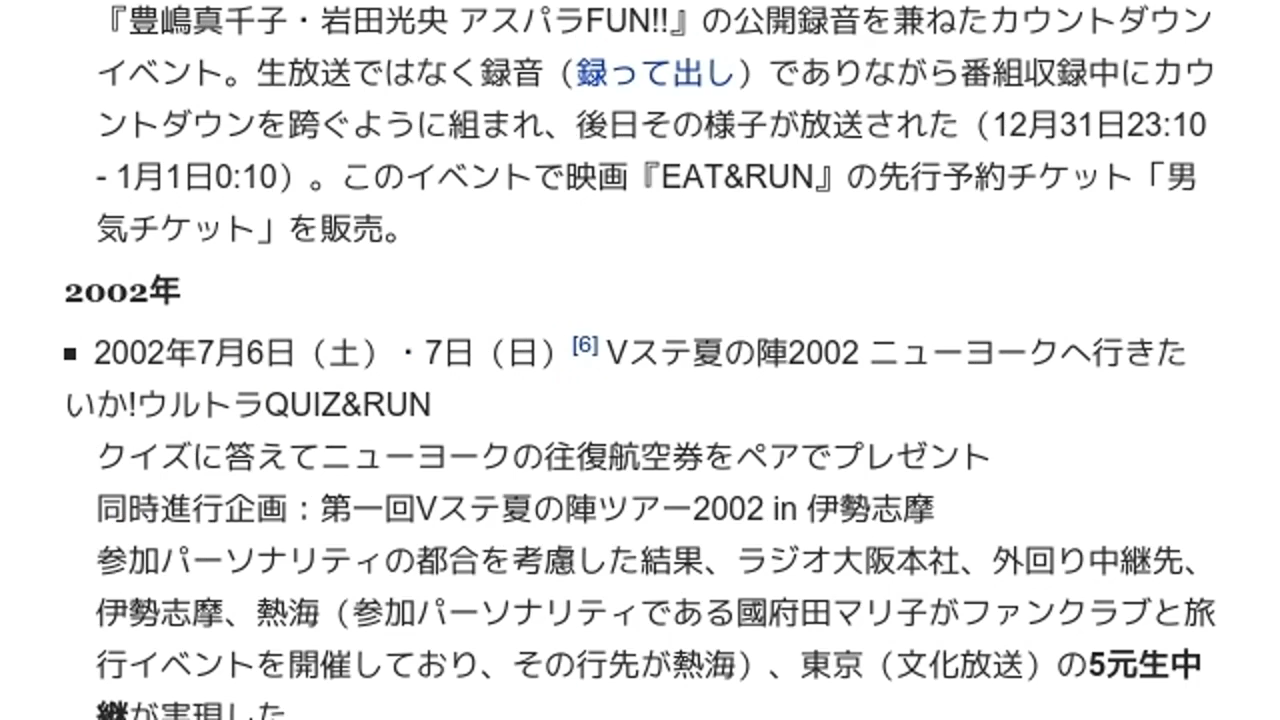 『豊嶋真千子・岩田光央 アスパラFUN!!』の公開録音を兼ねたカウントダウン
イベント。生放送ではなく録音（録って出し）でありながら番組収録中にカウ
ントダウンを跨ぐように組まれ、後日その様子が放送された（12月31日23:10
- 1月1日0:10）。このイベントで映画『EAT&RUN』の先行予約チケット「男
気チケット」を販売。
2002年
■ 2002年7月6日（土）・7日（日）[6] Vステ夏の陣2002 ニューヨークへ行きた
いか!ウルトラQUIZ&RUN
クイズに答えてニューヨークの往復航空券をペアでプレゼント
同時進行企画：第一回Vステ夏の陣ツアー2002 in 伊勢志摩
参加パーソナリティの都合を考慮した結果、ラジオ大阪本社、外回り中継先、
伊勢志摩、熱海（参加パーソナリティである國府田マリ子がファンクラブと旅
行イベントを開催しており、その行先が熱海）、東京（文化放送）の5元生中
継が実現した